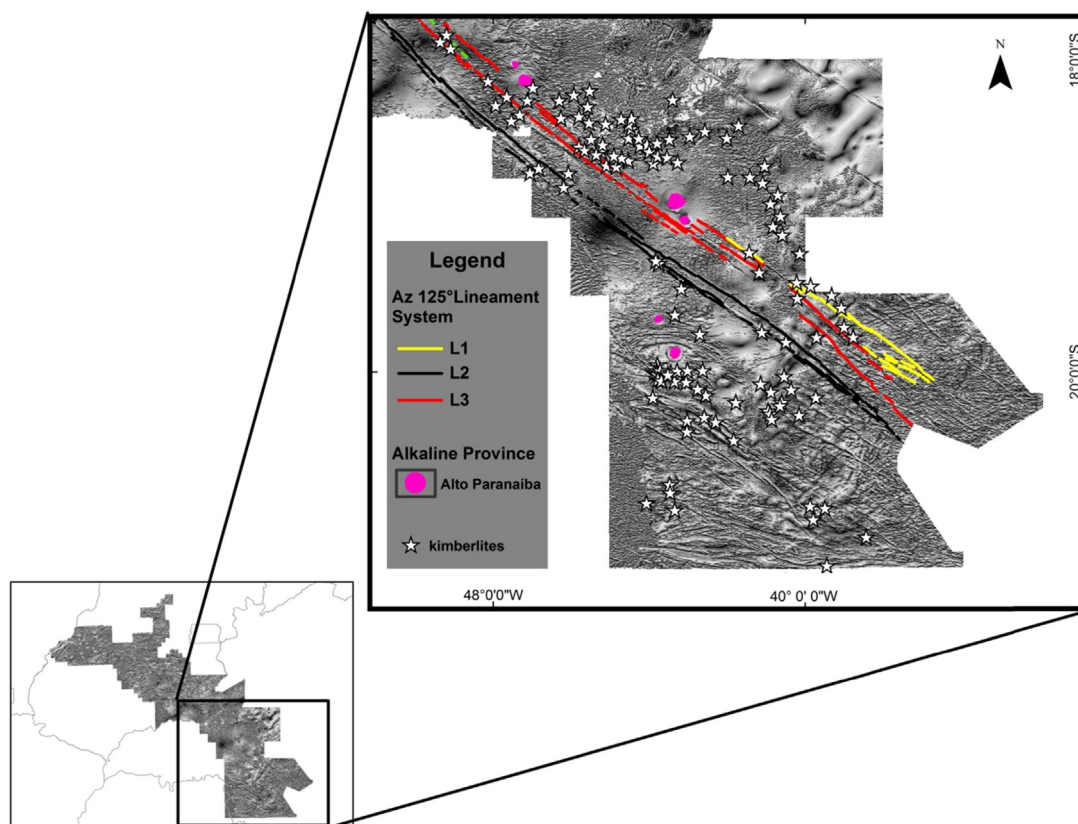 18°0'0"S
N
20°0'0"S
Legend
Az 125°Lineament
System
L1
L2
L3
Alkaline Province
Alto Paranaíba
kimberlites
48°0'0"W
40° 0'0"W